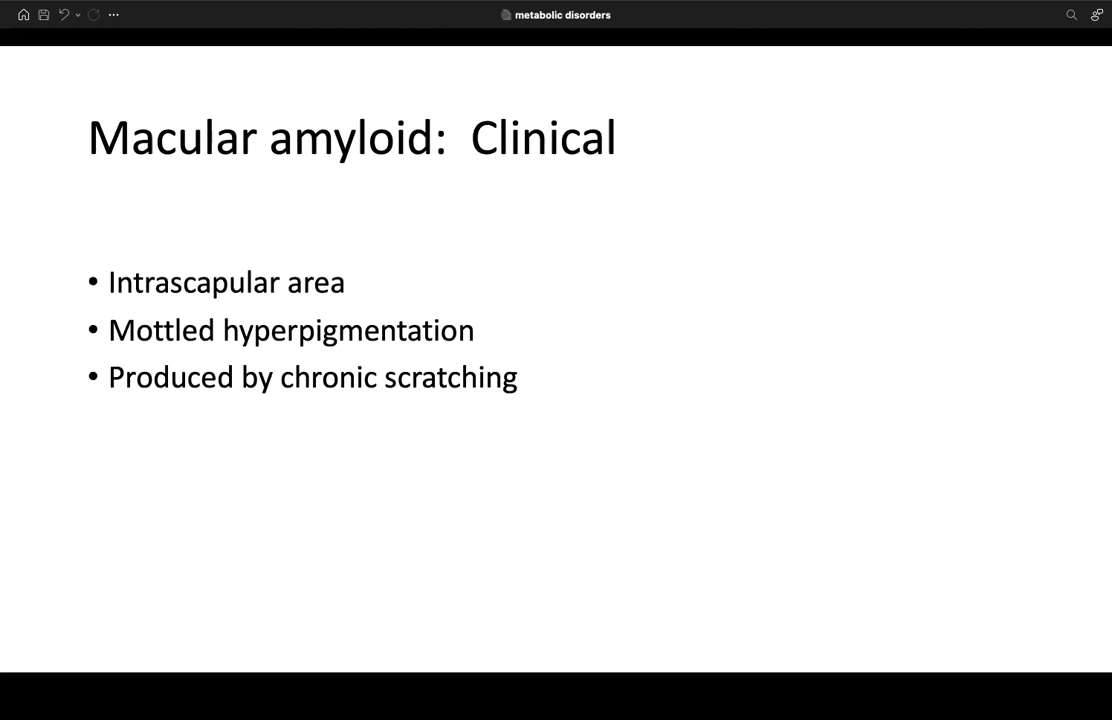 metabolic disorders
Macular amyloid: Clinical
• Intrascapular area
• Mottled hyperpigmentation
• Produced by chronic scratching